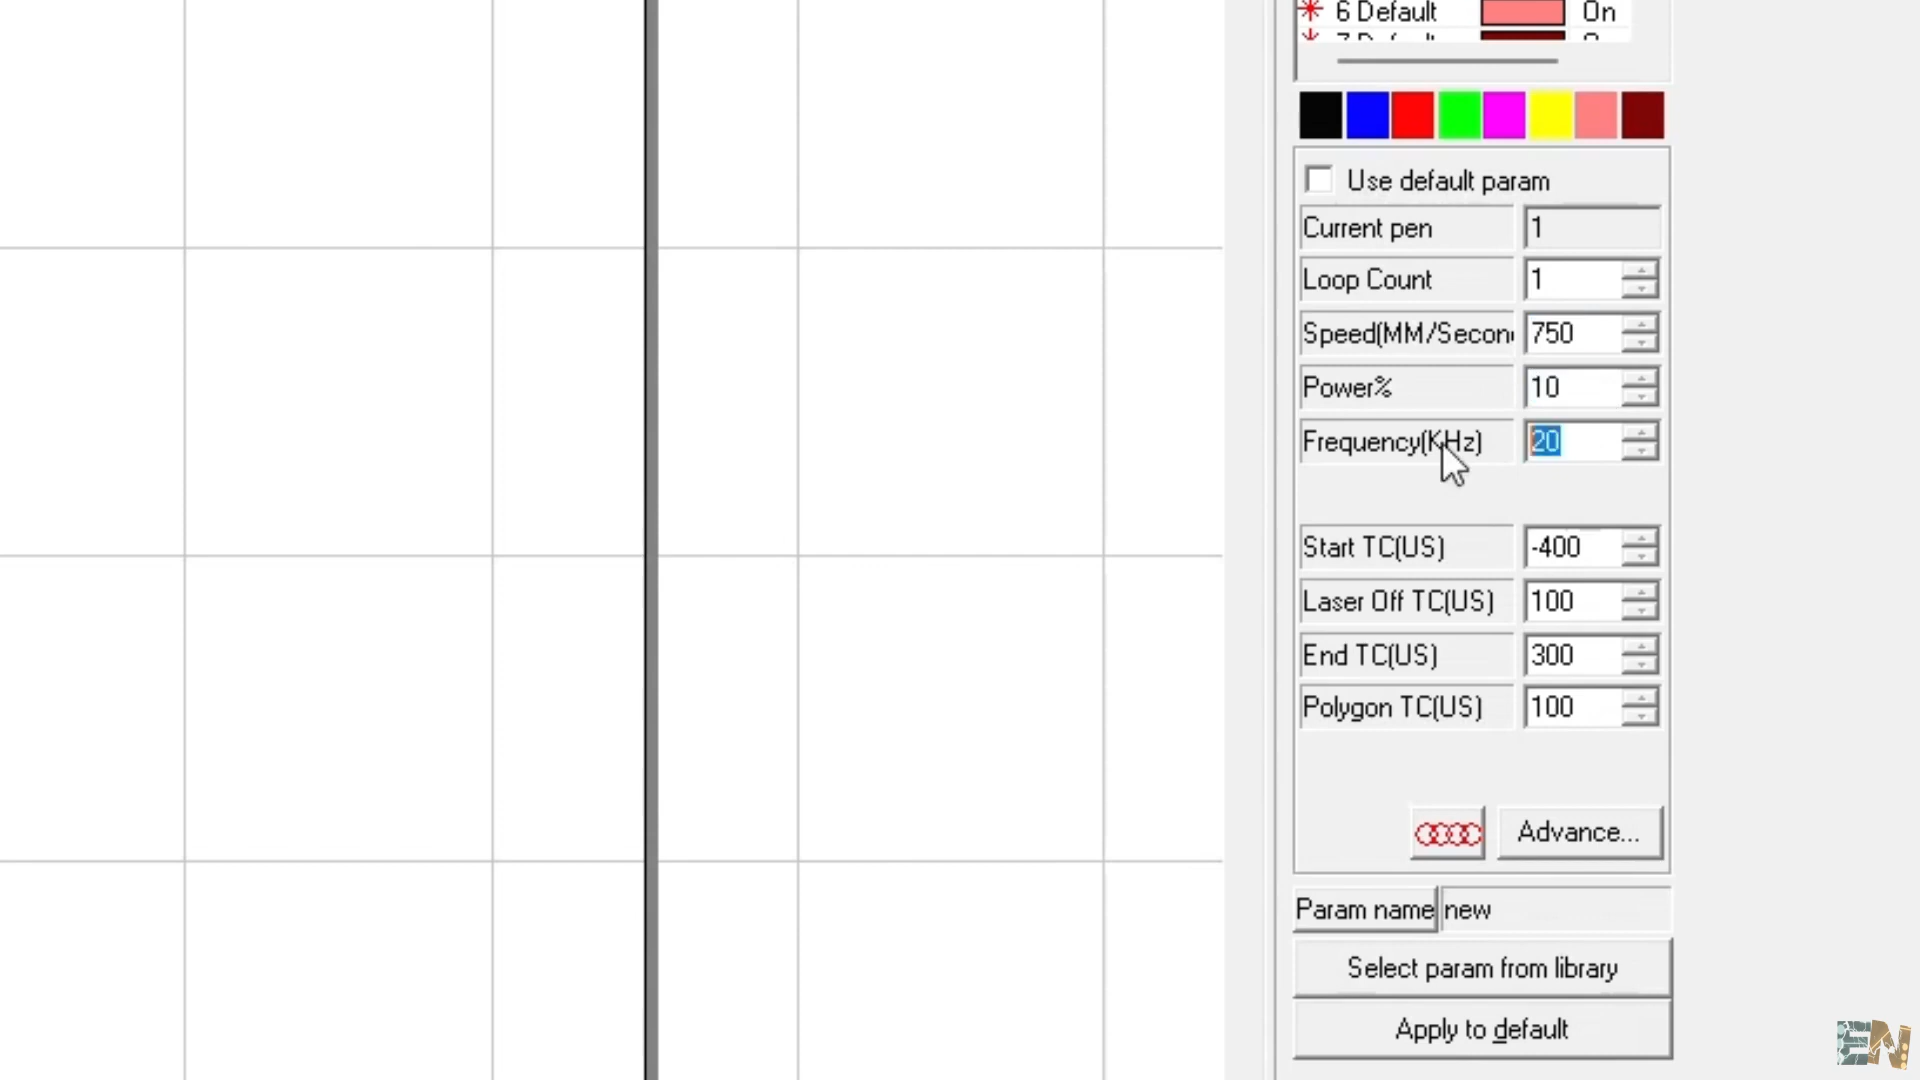 6 Default On
Use default param
Current pen 1
Loop Count 1
Speed(MM/Secon 750
Power% 10
Frequency(KHz) 20
Start TC(US) -400
Laser Off TC(US) 100
End TC(US) 300
Polygon TC(US) 100
Advance...
Param name new
Select param from library
Apply to default
EN